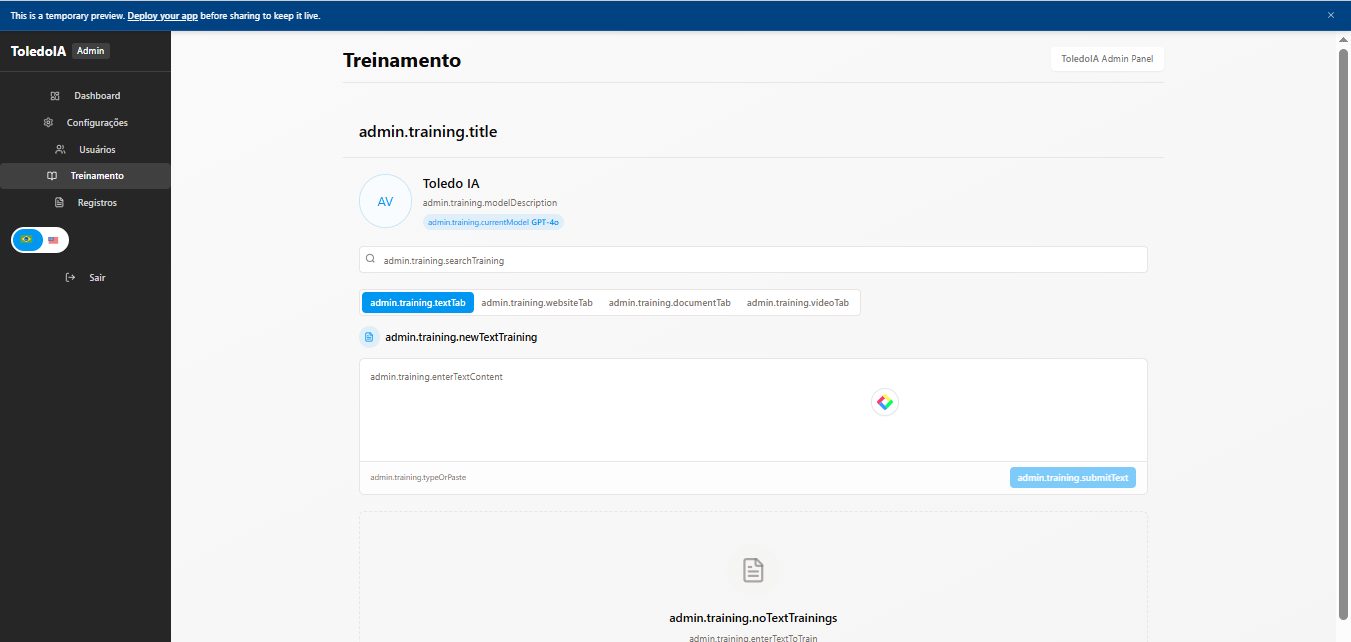 This is a temporary preview. Deploy your app before sharing to keep it live.
ToledoIA Admin
Dashboard
Configurações
Usuários
Treinamento
Registros
Sair
Treinamento
ToledoIA Admin Panel
admin.training.title
AV
Toledo IA
admin.training.modelDescription
admin.training.currentModel GPT-4o
admin.training.searchTraining
admin.training.textTab admin.training.websiteTab admin.training.documentTab admin.training.videoTab
admin.training.newTextTraining
admin.training.enterTextContent
admin.training.typeOrPaste
admin.training.submitText
admin.training.noTextTrainings
admin.training.enterTextToTrain